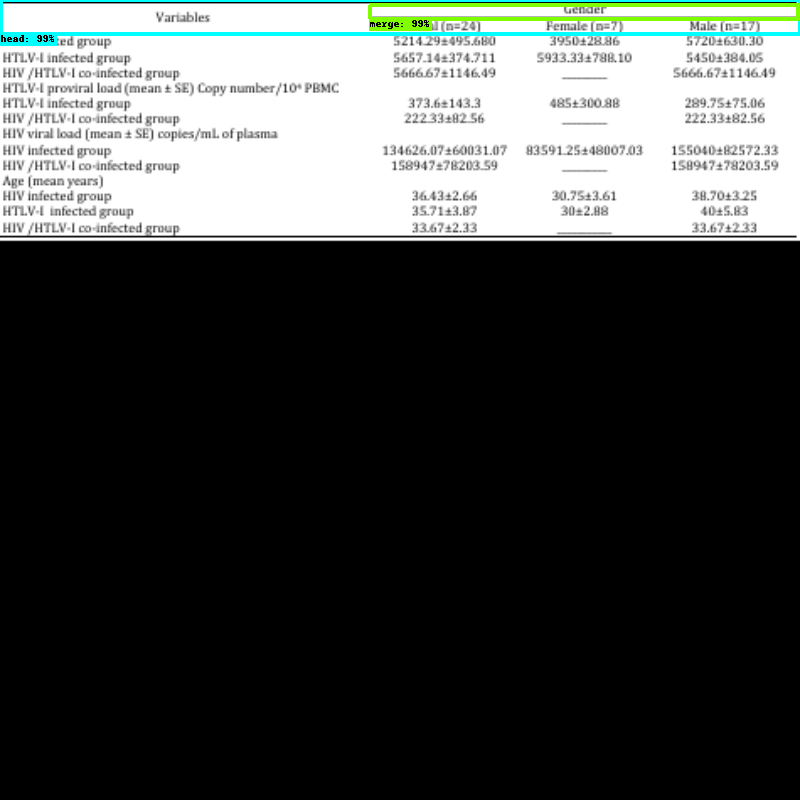 Gender
Variables
merge: 99%
(n=24) Female (n=7) Male (n=17)
head: 99%
group 5214.29±495.680 3950±28.86 5720±630.30
HTLV-I infected group 5657.14±374.711 5933.33±788.10 5450±384.05
HIV /HTLV-I co-infected group 5666.67±1146.49 5666.67±1146.49
HTLV-I proviral load (mean ± SE) Copy number/10⁴ PBMC
HTLV-I infected group 373.6±143.3 485±300.88 289.75±75.06
HIV /HTLV-I co-infected group 222.33±82.56 222.33±82.56
HIV viral load (mean ± SE) copies/mL of plasma
HIV infected group 134626.07±60031.07 83591.25±48007.03 155040±82572.33
HIV /HTLV-I co-infected group 158947±78203.59 158947±78203.59
Age (mean years)
HIV infected group 36.43±2.66 30.75±3.61 38.70±3.25
HTLV-I infected group 35.71±3.87 30±2.88 40±5.83
HIV /HTLV-I co-infected group 33.67±2.33 33.67±2.33